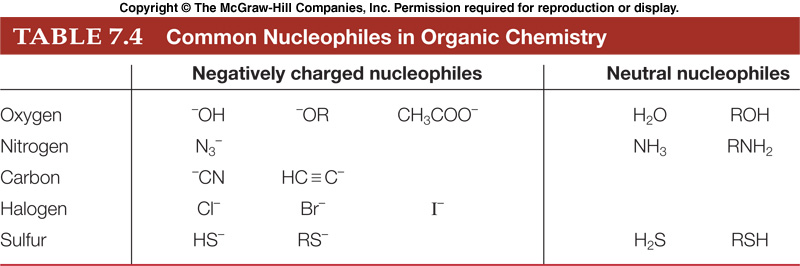 Copyright © The McGraw-Hill Companies, Inc. Permission required for reproduction or display.
TABLE 7.4 Common Nucleophiles in Organic Chemistry
Negatively charged nucleophiles Neutral nucleophiles
Oxygen ⁻OH ⁻OR CH₃COO⁻ H₂O ROH
Nitrogen N₃⁻ NH₃ RNH₂
Carbon ⁻CN HC≡C⁻
Halogen Cl⁻ Br⁻ I⁻
Sulfur HS⁻ RS⁻ H₂S RSH